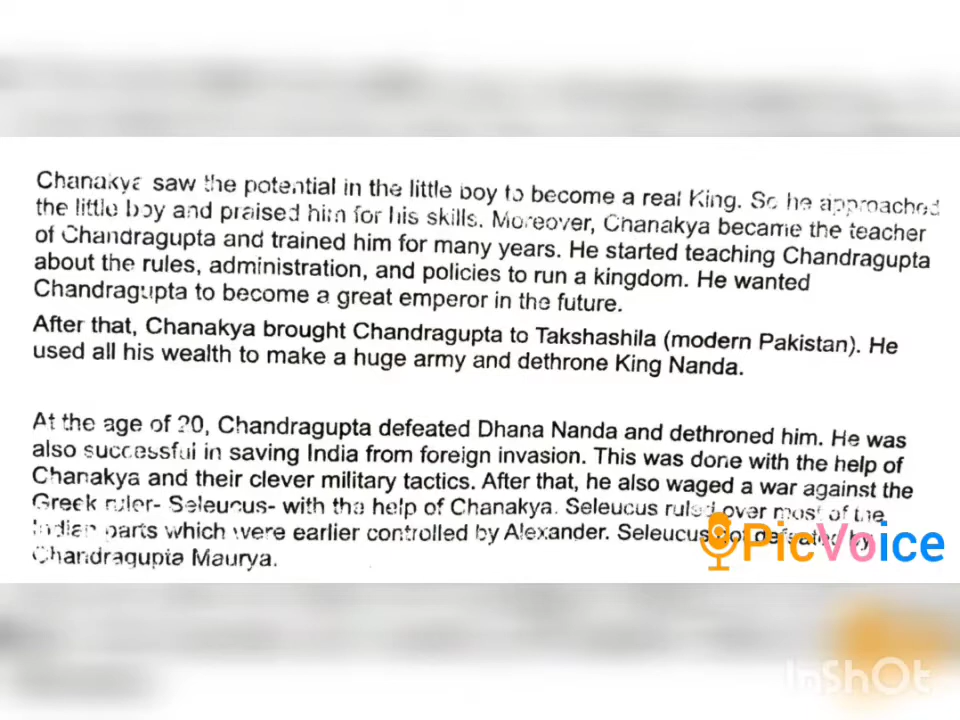 Chanakya saw the potential in the little boy to become a real King. So he approached
the little boy and praised him for his skills. Moreover, Chanakya became the teacher
of Chandragupta and trained him for many years. He started teaching Chandragupta
about the rules, administration, and policies to run a kingdom. He wanted
Chandragupta to become a great emperor in the future.
After that, Chanakya brought Chandragupta to Takshashila (modern Pakistan). He
used all his wealth to make a huge army and dethrone King Nanda.
At the age of 20, Chandragupta defeated Dhana Nanda and dethroned him. He was
also successful in saving India from foreign invasion. This was done with the help of
Chanakya and their clever military tactics. After that, he also waged a war against the
Greek ruler- Seleucus- with the help of Chanakya. Seleucus ruled over most of the
Indian parts which were earlier controlled by Alexander. Seleucus got defeated by
Chandragupta Maurya.
PicVoice
InShOt